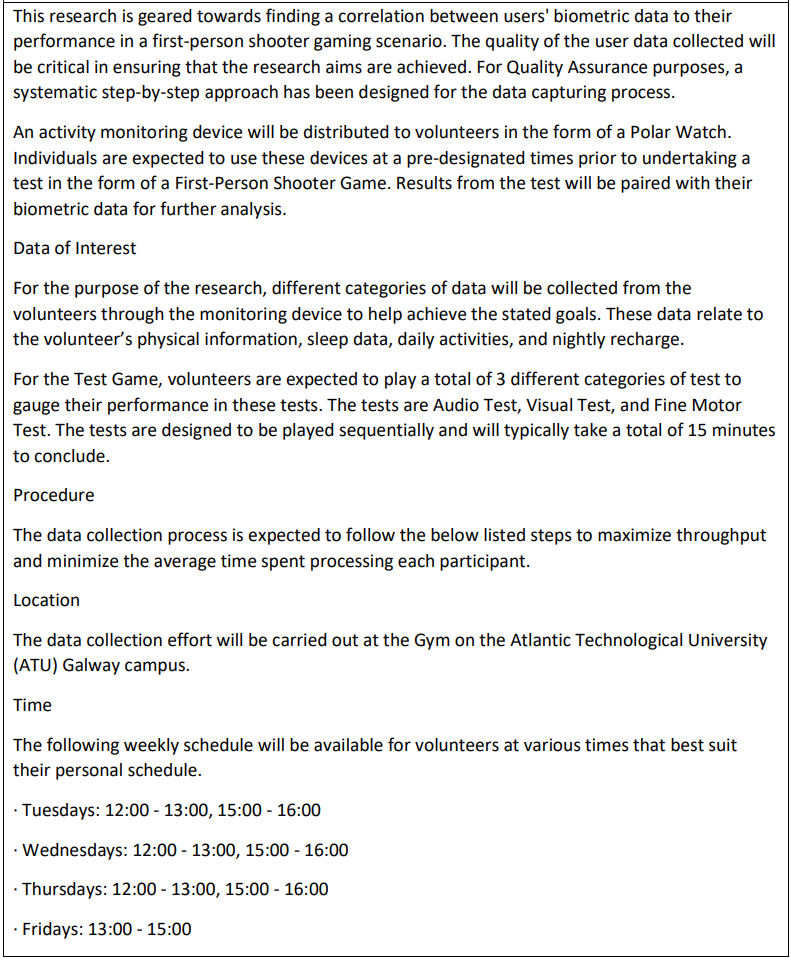 This research is geared towards finding a correlation between users' biometric data to their
performance in a first-person shooter gaming scenario. The quality of the user data collected will
be critical in ensuring that the research aims are achieved. For Quality Assurance purposes, a
systematic step-by-step approach has been designed for the data capturing process.
An activity monitoring device will be distributed to volunteers in the form of a Polar Watch.
Individuals are expected to use these devices at a pre-designated times prior to undertaking a
test in the form of a First-Person Shooter Game. Results from the test will be paired with their
biometric data for further analysis.
Data of Interest
For the purpose of the research, different categories of data will be collected from the
volunteers through the monitoring device to help achieve the stated goals. These data relate to
the volunteer’s physical information, sleep data, daily activities, and nightly recharge.
For the Test Game, volunteers are expected to play a total of 3 different categories of test to
gauge their performance in these tests. The tests are Audio Test, Visual Test, and Fine Motor
Test. The tests are designed to be played sequentially and will typically take a total of 15 minutes
to conclude.
Procedure
The data collection process is expected to follow the below listed steps to maximize throughput
and minimize the average time spent processing each participant.
Location
The data collection effort will be carried out at the Gym on the Atlantic Technological University
(ATU) Galway campus.
Time
The following weekly schedule will be available for volunteers at various times that best suit
their personal schedule.
· Tuesdays: 12:00 - 13:00, 15:00 - 16:00
· Wednesdays: 12:00 - 13:00, 15:00 - 16:00
· Thursdays: 12:00 - 13:00, 15:00 - 16:00
· Fridays: 13:00 - 15:00